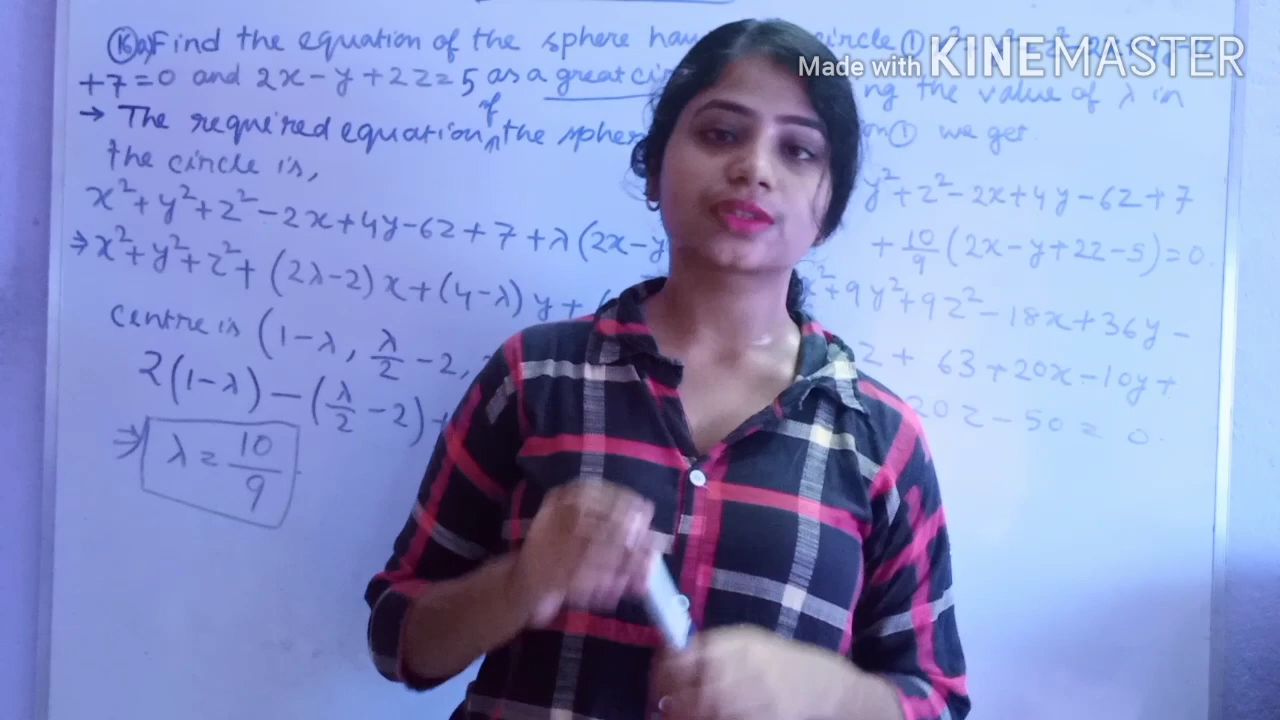 16 a) Find the equation of the sphere hav
circle ①
+7=0 and 2x-y+2z=5 as a great cir
→ The required equation of the sphere
the circle is,
x²+y²+z²-2x+4y-6z+7+λ(2x-y
⇒ x²+y²+z²+(2λ-2)x+(4-λ)y+
centre is (1-λ, λ/2-2,
2(1-λ)-(λ/2-2)+
⇒ λ=10/9
ng the value of λ in
on ① we get
y²+z²-2x+4y-6z+7
+10/9(2x-y+2z-5)=0.
x²+9y²+9z²-18x+36y-
z+63+20x-10y+
20z-50=0.
Made with KINEMASTER